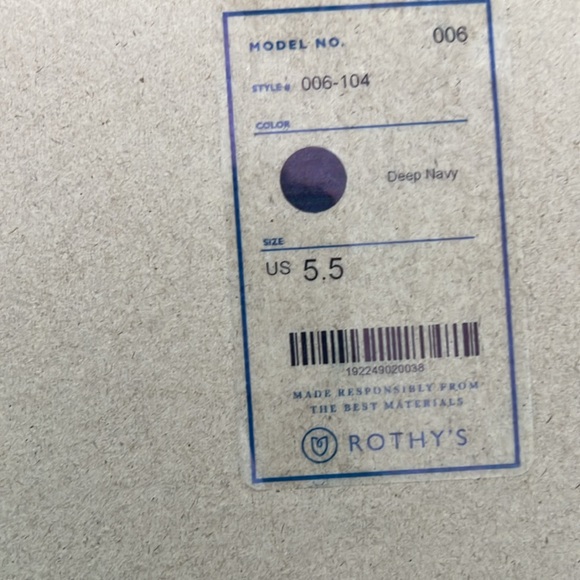 MODEL NO. 006
STYLE# 006-104
COLOR
Deep Navy
SIZE
US 5.5
192249020038
MADE RESPONSIBLY FROM
THE BEST MATERIALS
ROTHY'S